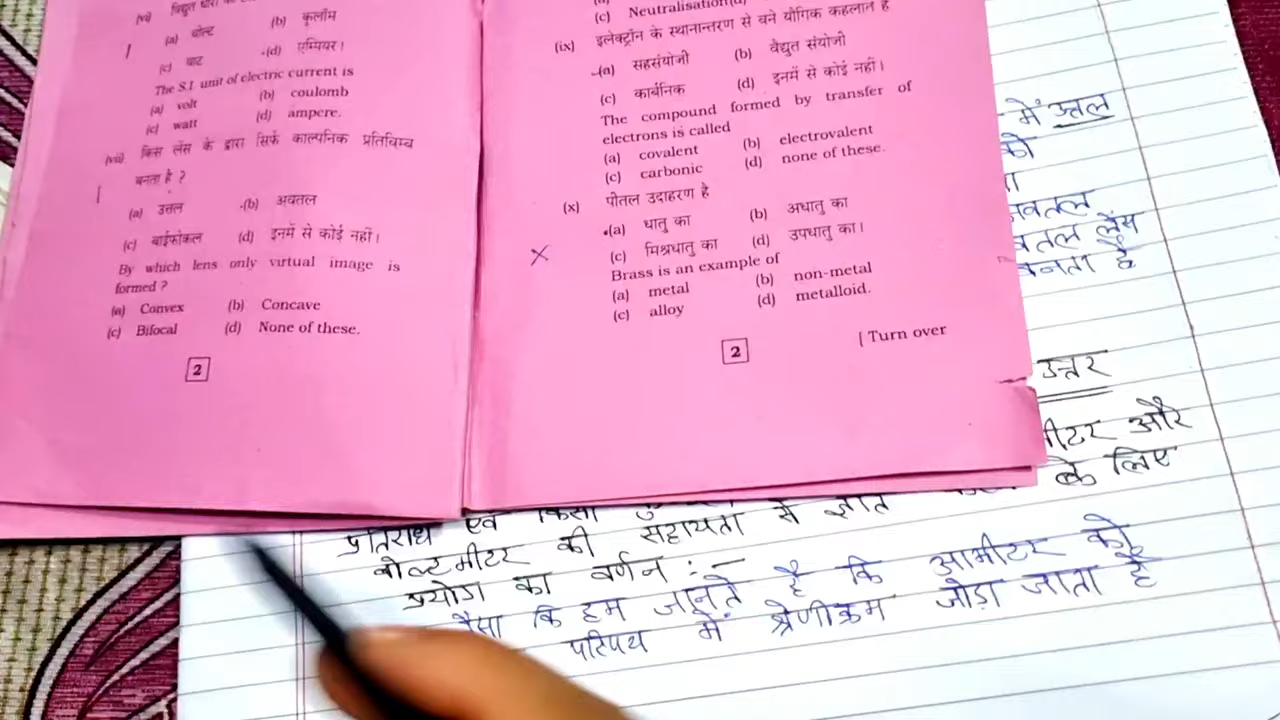 (vi) विद्युत धारा का
(a) वोल्ट (b) कूलॉम
(c) वाट (d) एम्पियर।
The S.I unit of electric current is
(a) volt (b) coulomb
(c) watt (d) ampere.
(vii) किस लेंस के द्वारा सिर्फ काल्पनिक प्रतिबिम्ब
बनता है ?
(a) उत्तल (b) अवतल
(c) बाईफोकल (d) इनमें से कोई नहीं।
By which lens only virtual image is
formed ?
(a) Convex (b) Concave
(c) Bifocal (d) None of these.
2
(c) Neutralisation
(ix) इलेक्ट्रॉन के स्थानान्तरण से बने यौगिक कहलाते हैं
(a) सहसंयोजी (b) वैद्युत संयोजी
(c) कार्बनिक (d) इनमें से कोई नहीं।
The compound formed by transfer of
electrons is called
(a) covalent (b) electrovalent
(c) carbonic (d) none of these.
(x) पीतल उदाहरण है
(a) धातु का (b) अधातु का
(c) मिश्रधातु का (d) उपधातु का।
Brass is an example of
(a) metal (b) non-metal
(c) alloy (d) metalloid.
2
[ Turn over
में उत्तल
को
लेंस
बनता है
उत्तर
और
के लिए
प्रतिरोध एवं किसी
वोल्टमीटर की सहायता से ज्ञात
प्रयोग का वर्णन :-
जैसा कि हम जानते है कि आमीटर को
परिपथ में श्रेणीक्रम जोड़ा जाता है